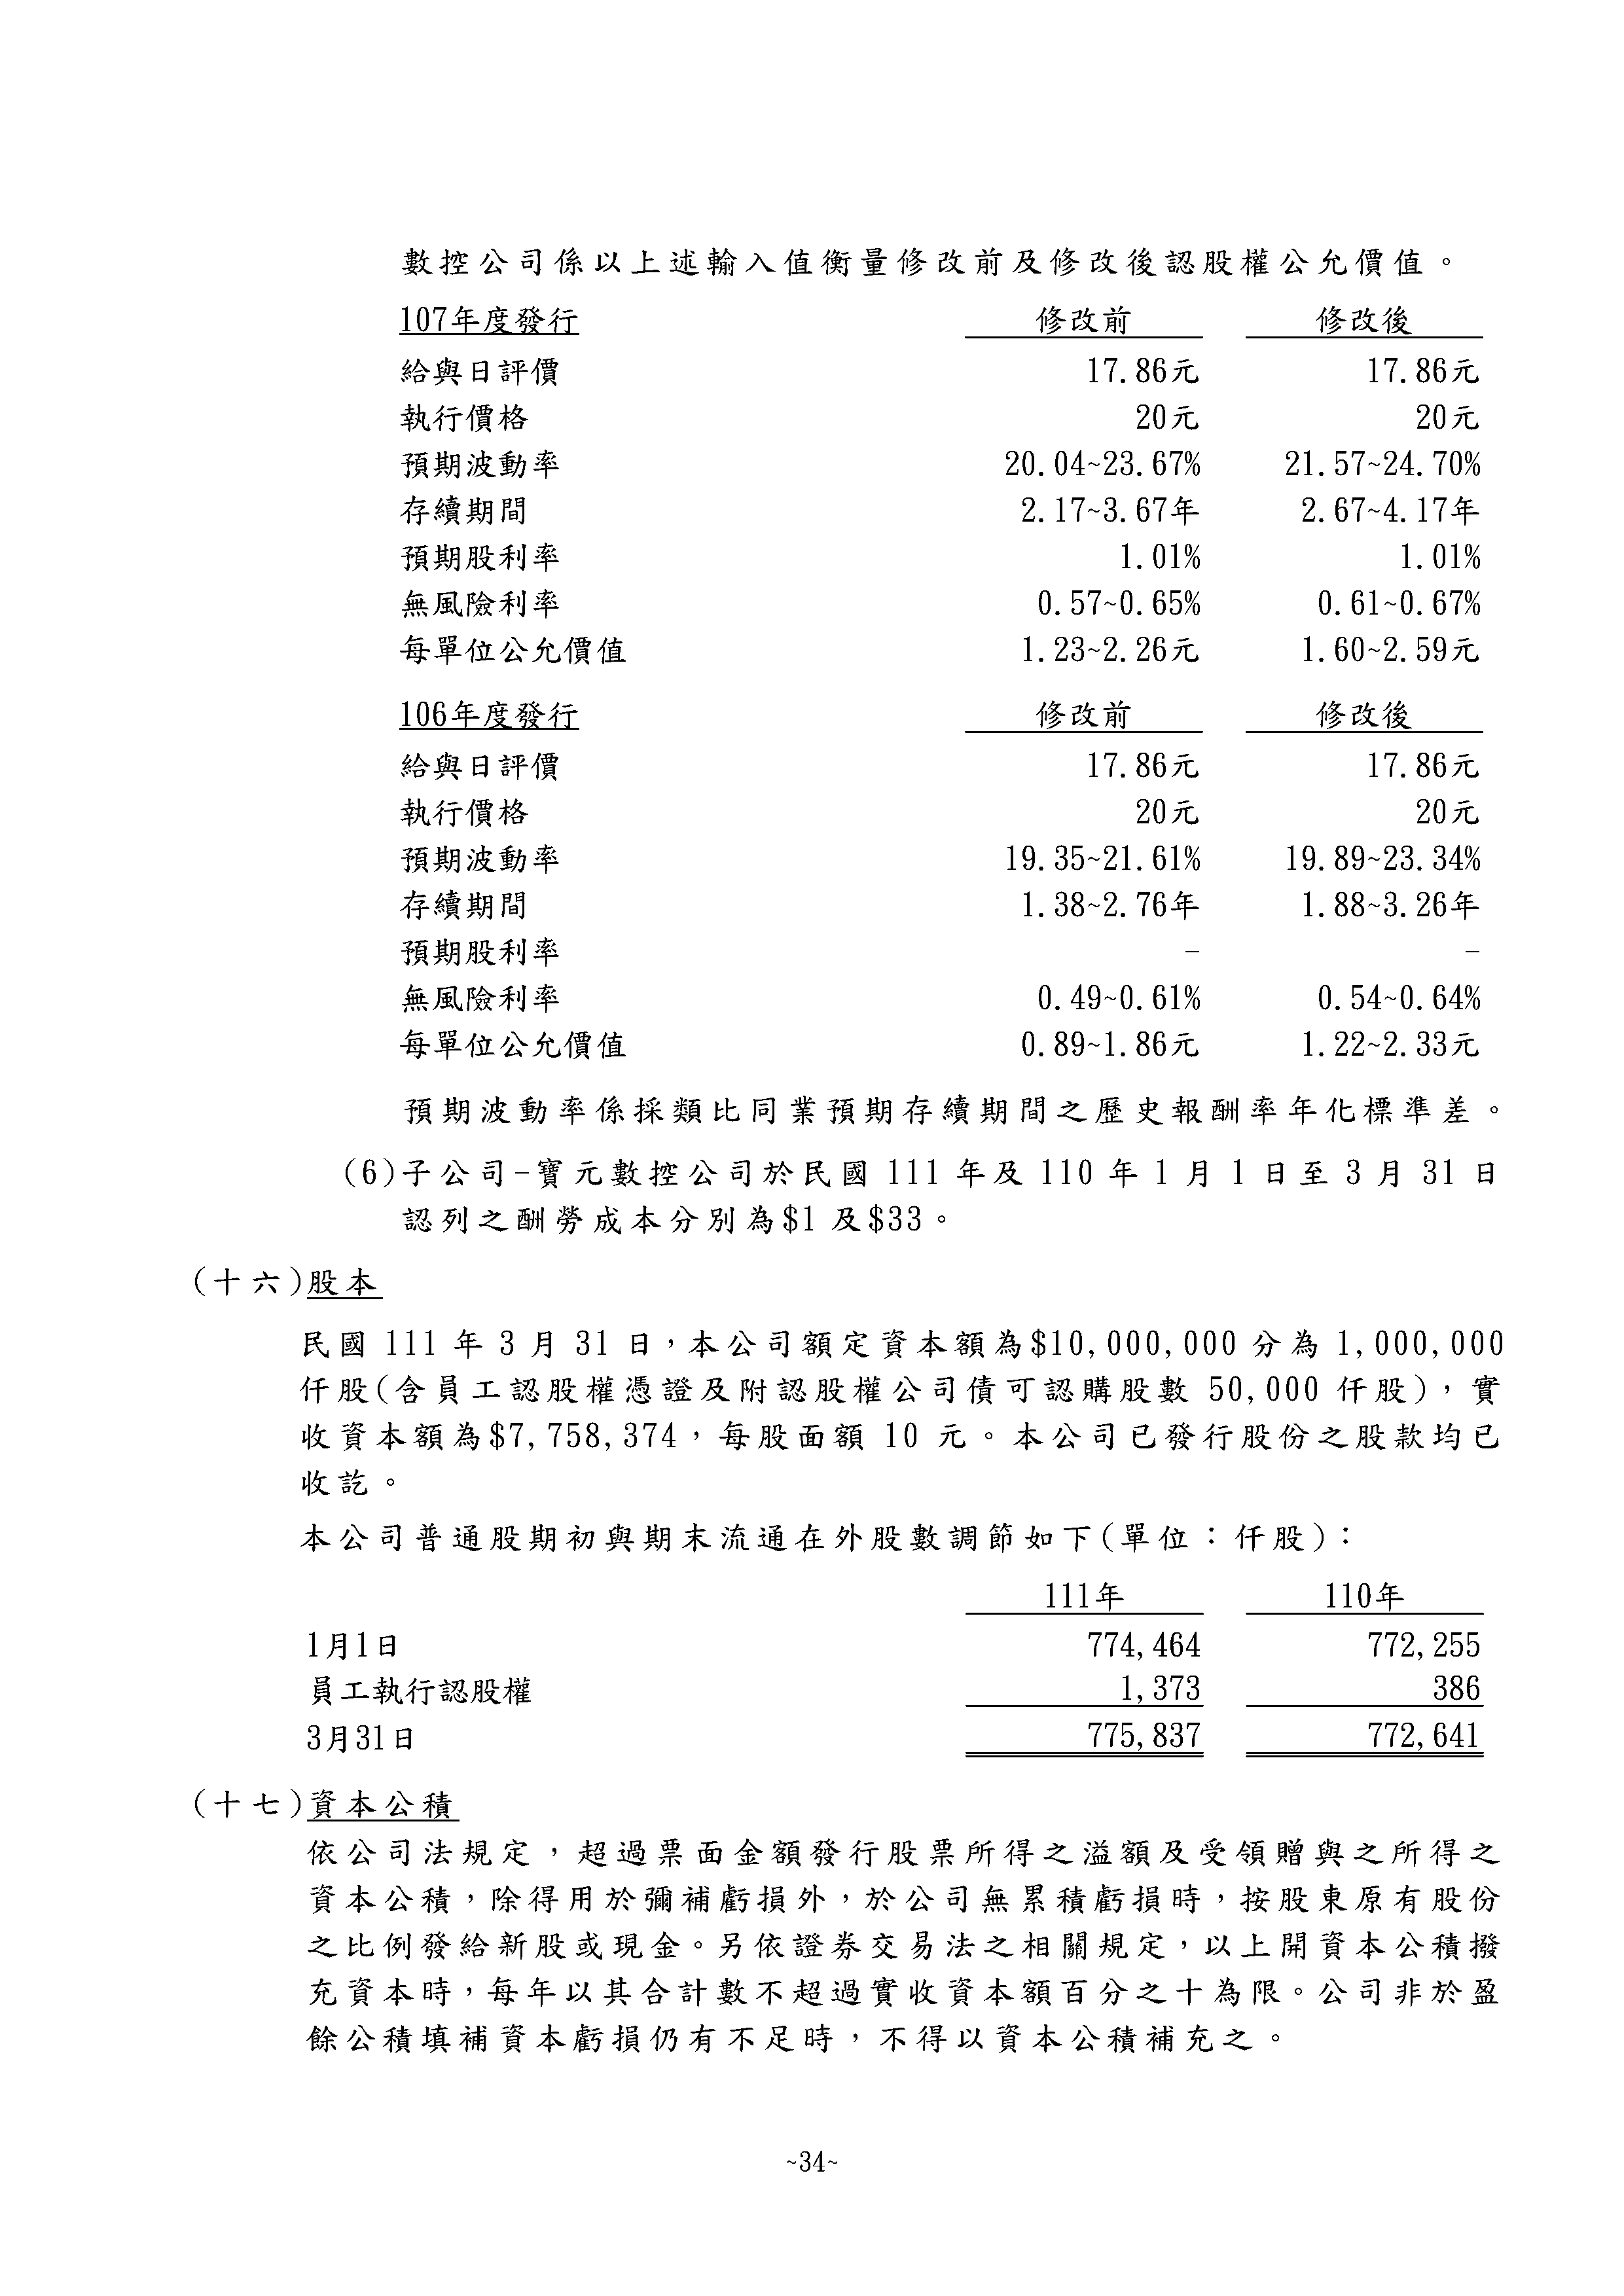 數控公司係以上述輸入值衡量修改前及修改後認股權公允價值。
107年度發行 修改前 修改後
給與日評價 17.86元 17.86元
執行價格 20元 20元
預期波動率 20.04~23.67% 21.57~24.70%
存續期間 2.17~3.67年 2.67~4.17年
預期股利率 1.01% 1.01%
無風險利率 0.57~0.65% 0.61~0.67%
每單位公允價值 1.23~2.26元 1.60~2.59元
106年度發行 修改前 修改後
給與日評價 17.86元 17.86元
執行價格 20元 20元
預期波動率 19.35~21.61% 19.89~23.34%
存續期間 1.38~2.76年 1.88~3.26年
預期股利率 - -
無風險利率 0.49~0.61% 0.54~0.64%
每單位公允價值 0.89~1.86元 1.22~2.33元
預期波動率係採類比同業預期存續期間之歷史報酬率年化標準差。
(6)子公司-寶元數控公司於民國 111 年及 110 年 1 月 1 日至 3 月 31 日
認列之酬勞成本分別為$1 及$33。
(十六)股本
民國 111 年 3 月 31 日，本公司額定資本額為$10,000,000 分為 1,000,000
仟股(含員工認股權憑證及附認股權公司債可認購股數 50,000 仟股)，實
收資本額為$7,758,374，每股面額 10 元。本公司已發行股份之股款均已
收訖。
本公司普通股期初與期末流通在外股數調節如下(單位：仟股)：
111年 110年
1月1日 774,464 772,255
員工執行認股權 1,373 386
3月31日 775,837 772,641
(十七)資本公積
依公司法規定，超過票面金額發行股票所得之溢額及受領贈與之所得之
資本公積，除得用於彌補虧損外，於公司無累積虧損時，按股東原有股份
之比例發給新股或現金。另依證券交易法之相關規定，以上開資本公積撥
充資本時，每年以其合計數不超過實收資本額百分之十為限。公司非於盈
餘公積填補資本虧損仍有不足時，不得以資本公積補充之。
~34~